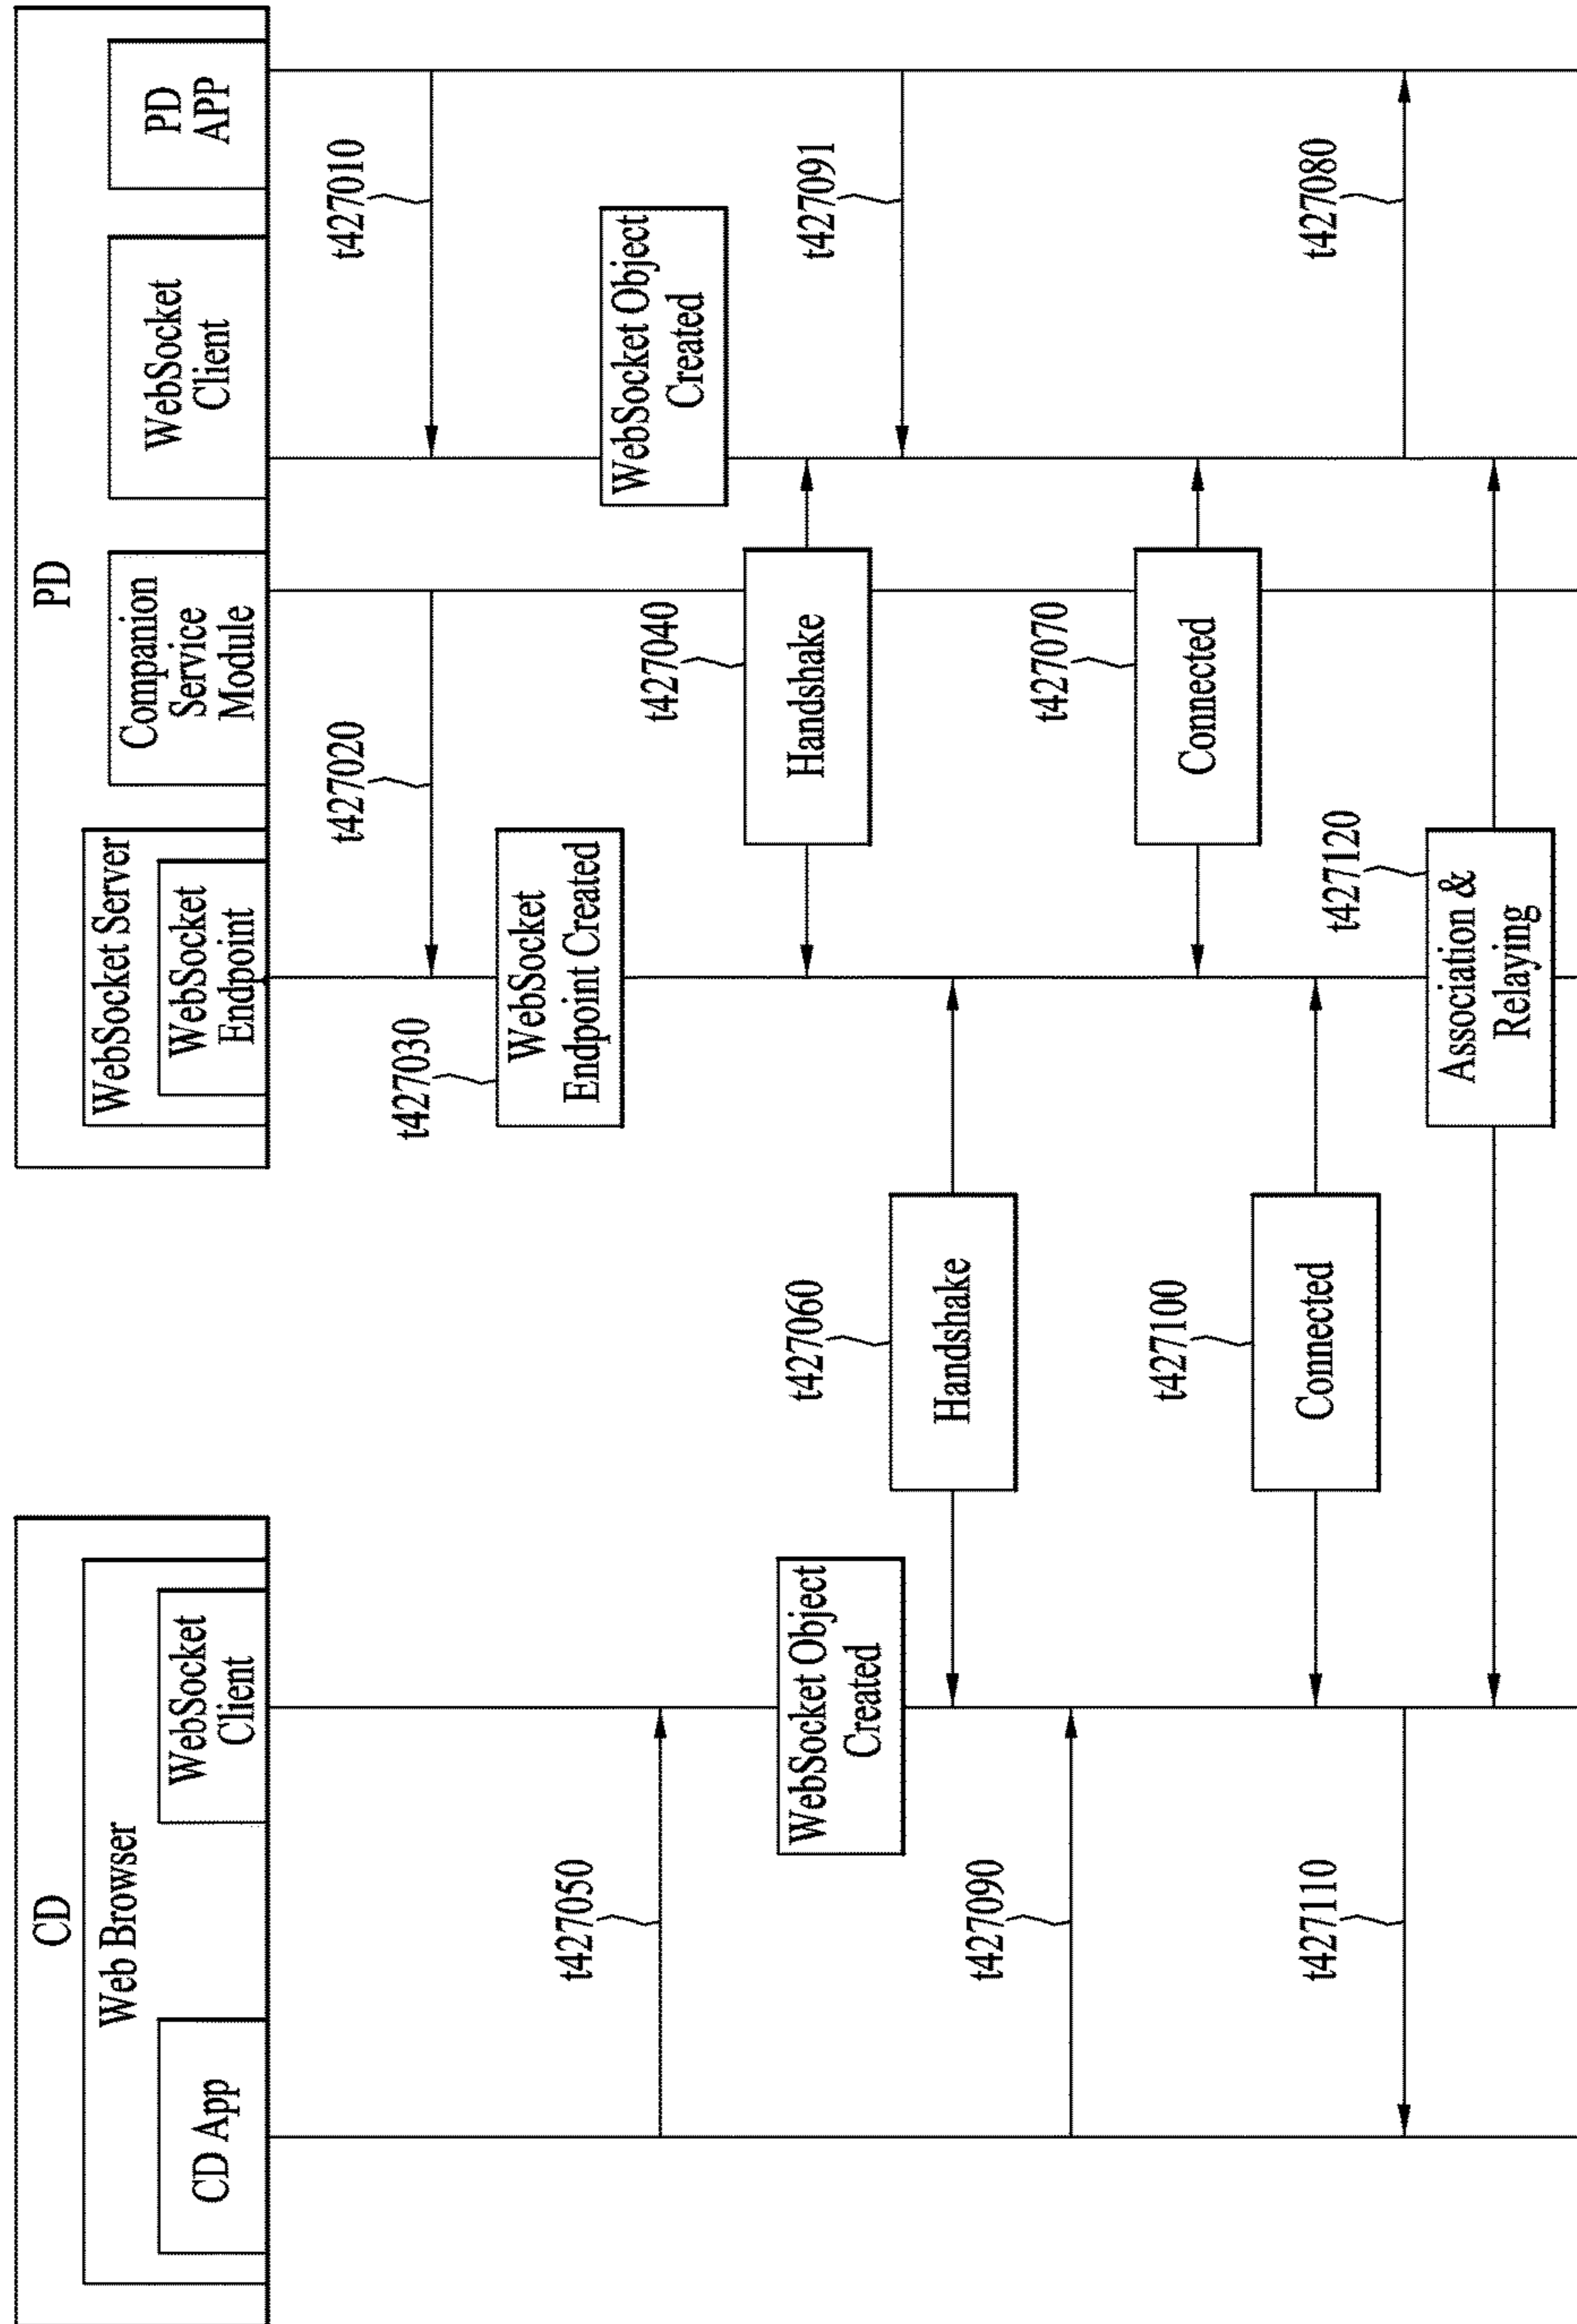 CD
Web Browser
CD App
WebSocket
Client
PD
WebSocket Server
WebSocket
Endpoint
Companion
Service
Module
WebSocket
Client
PD
APP
t427020
t427010
t427030
WebSocket
Endpoint Created
t427050
WebSocket Object
Created
t427040
Handshake
WebSocket Object
Created
t427060
Handshake
t427091
t427090
t427070
Connected
t427100
Connected
t427110
t427080
t427120
Association &
Relaying